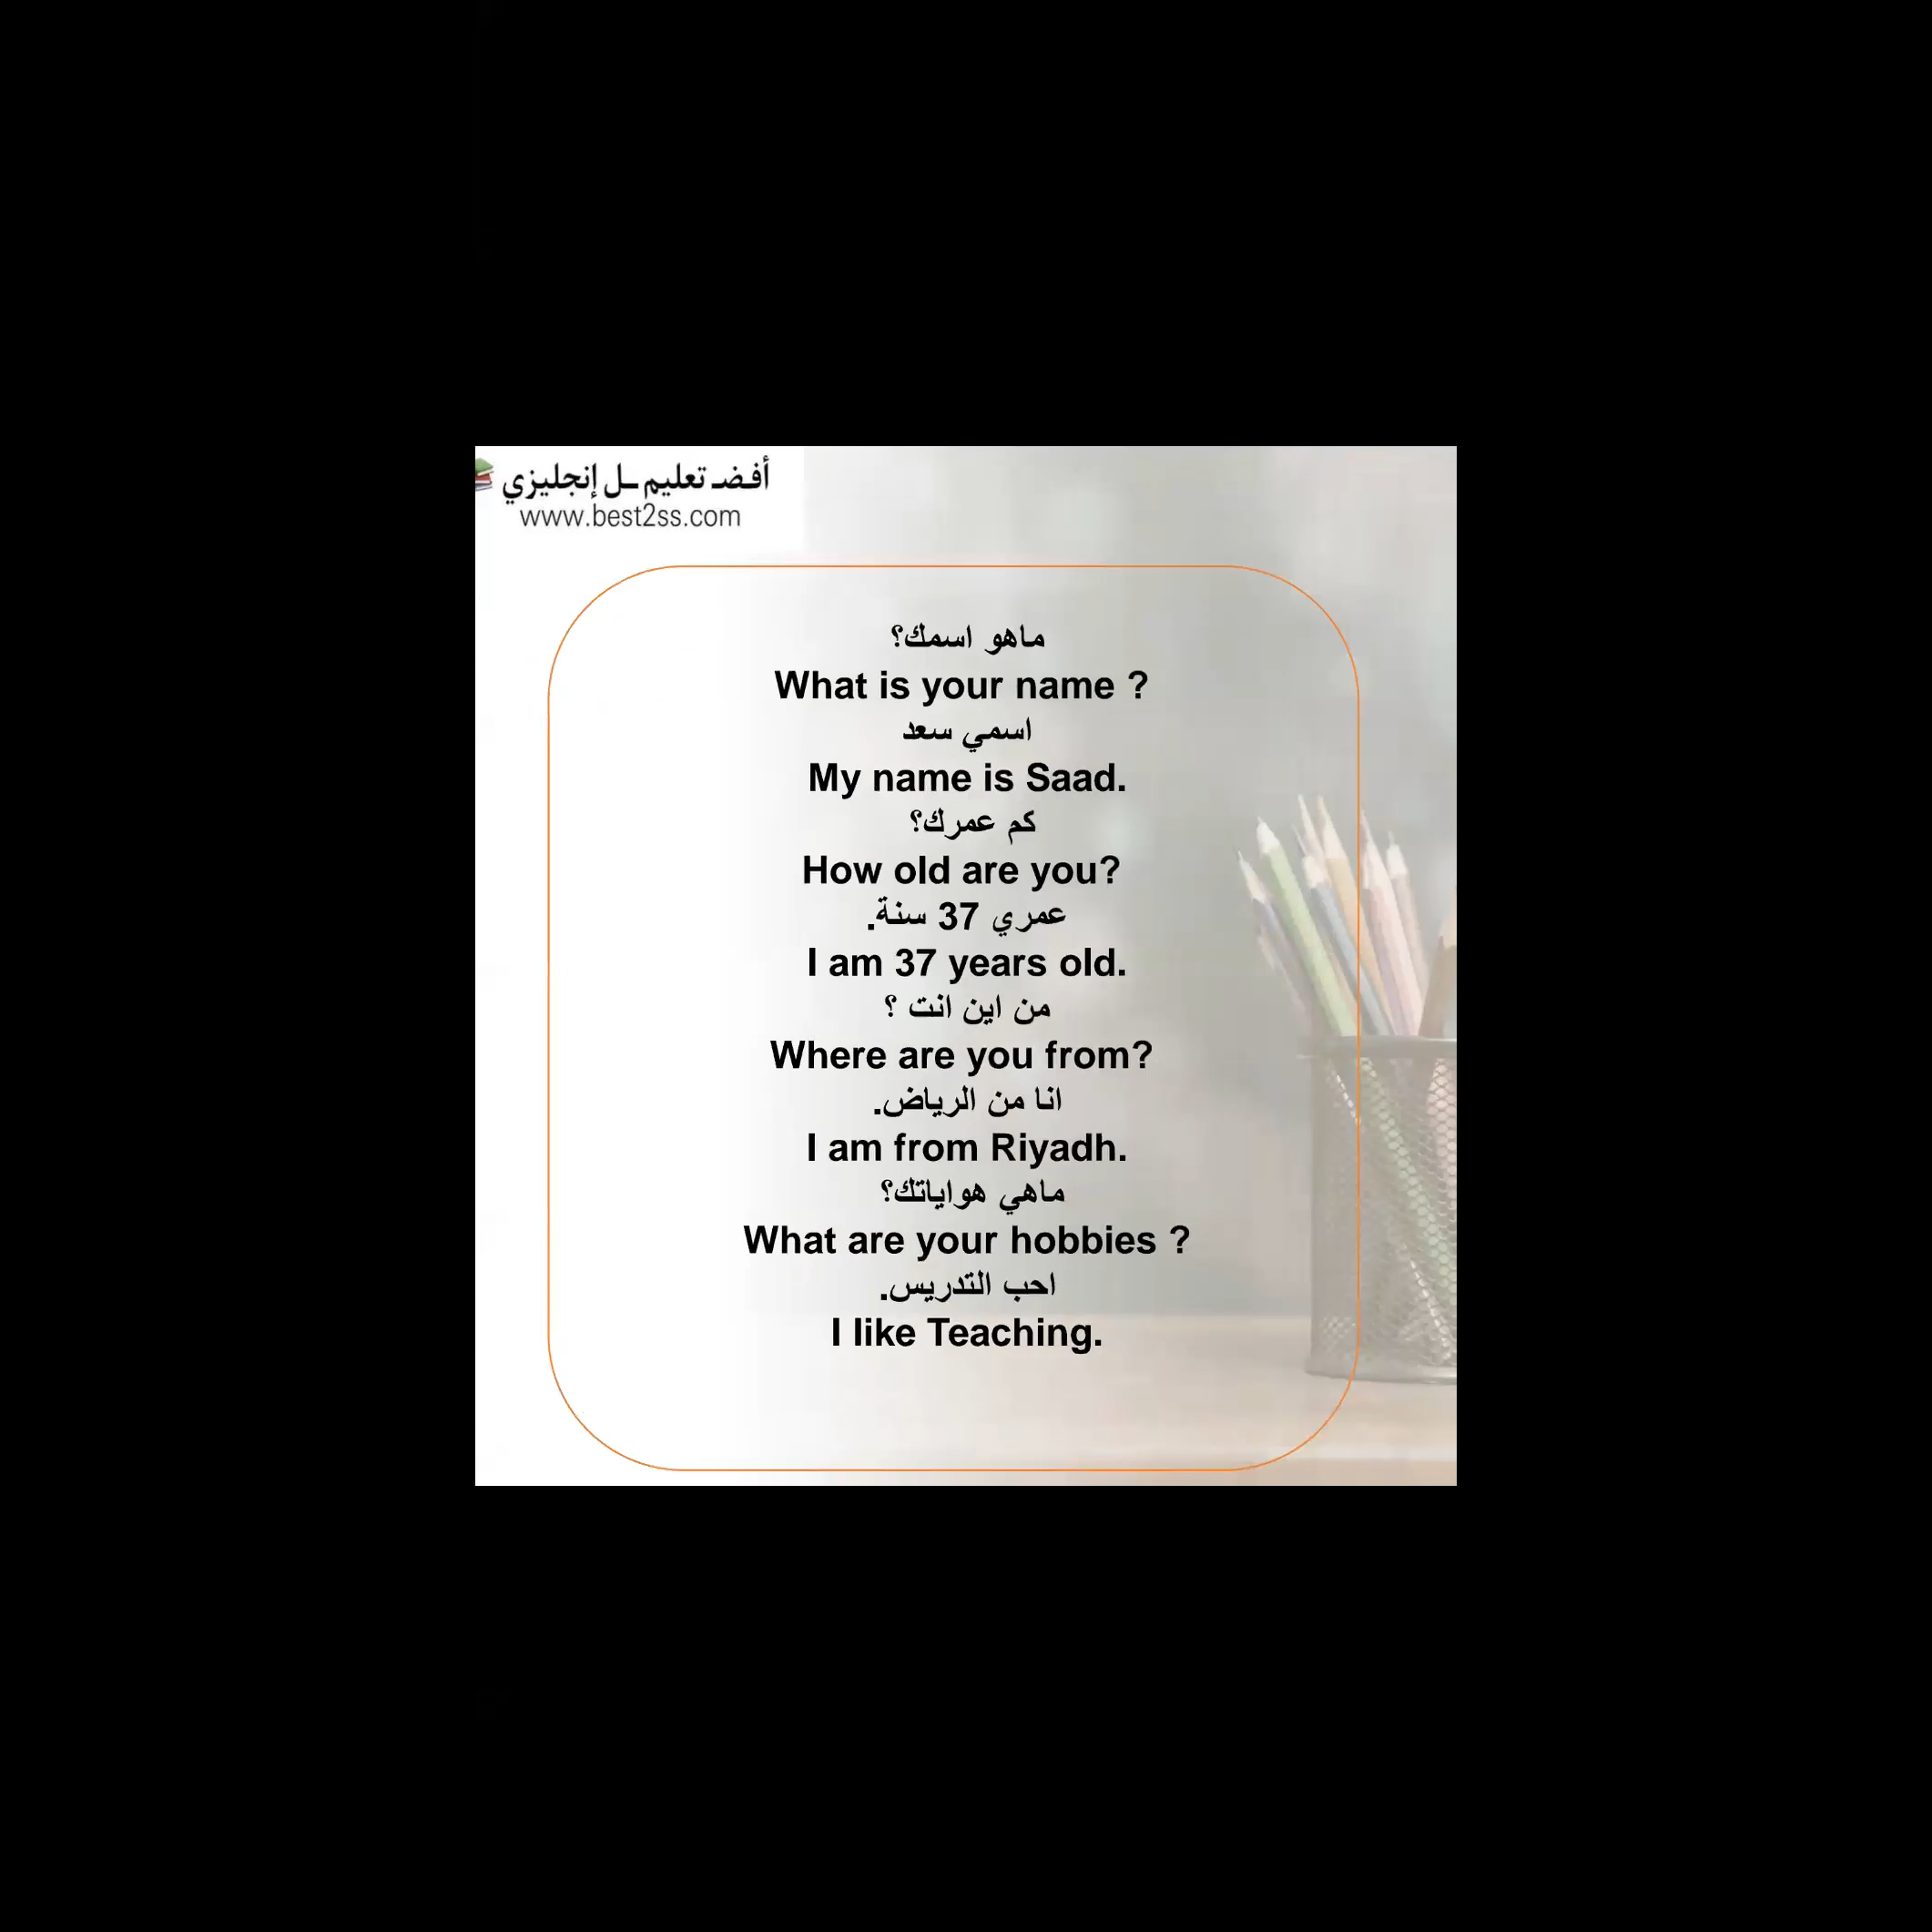 أفضـ تعليم ـل إنجليزي
www.best2ss.com
ماهو اسمك؟
What is your name ?
اسمي سعد
My name is Saad.
كم عمرك؟
How old are you?
عمري 37 سنة.
I am 37 years old.
من اين انت ؟
Where are you from?
انا من الرياض.
I am from Riyadh.
ماهي هواياتك؟
What are your hobbies ?
احب التدريس.
I like Teaching.